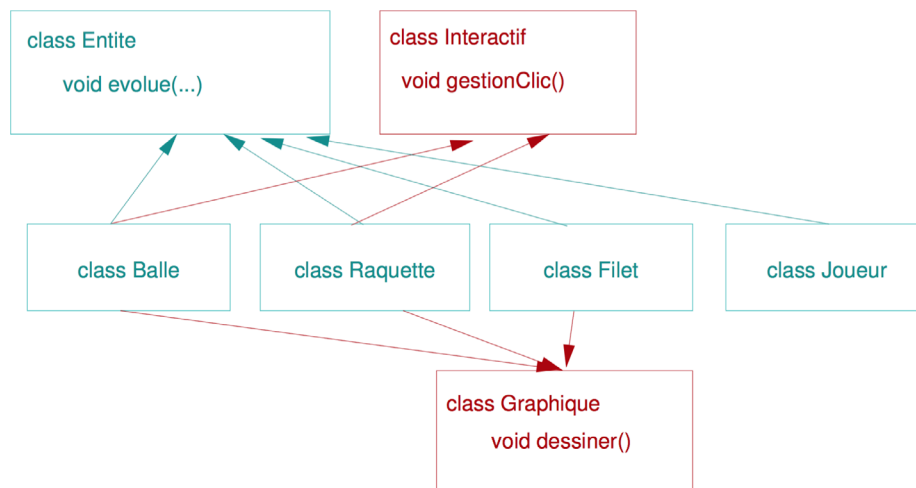 class Entite
void evolue(...)
class Interactif
void gestionClic()
class Balle
class Raquette
class Filet
class Joueur
class Graphique
void dessiner()